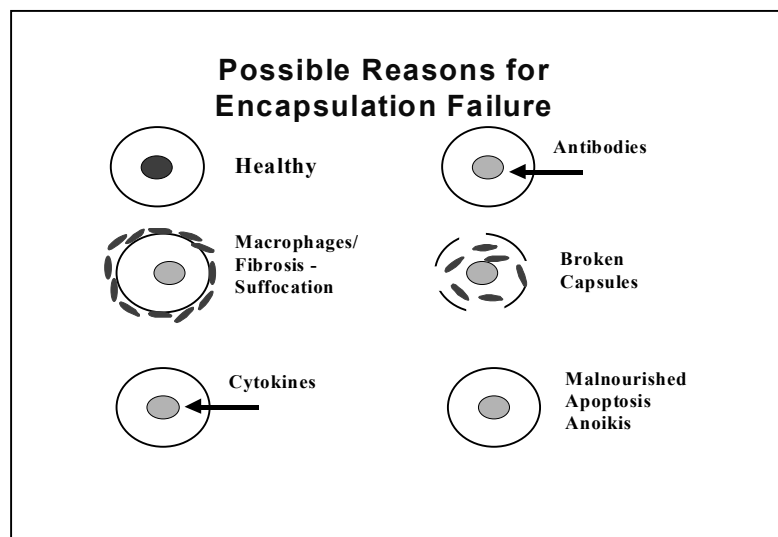 Possible Reasons for
Encapsulation Failure
Healthy
Antibodies
Macrophages/
Fibrosis -
Suffocation
Broken
Capsules
Cytokines
Malnourished
Apoptosis
Anoikis